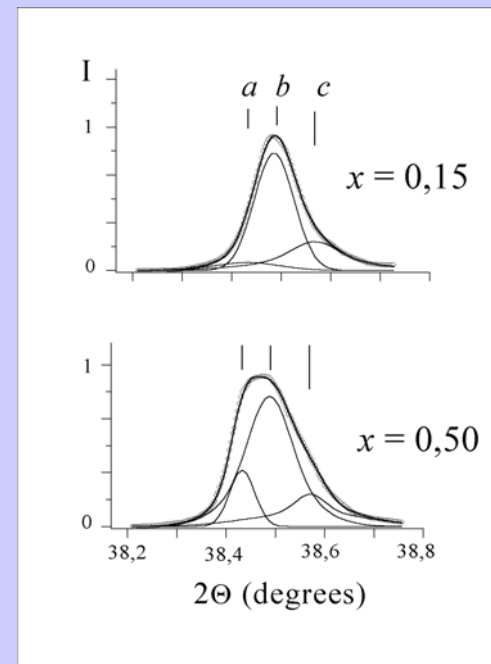 I
a b c
1
x = 0,15
0
1
x = 0,50
0
38,2 38,4 38,6 38,8
2Θ (degrees)